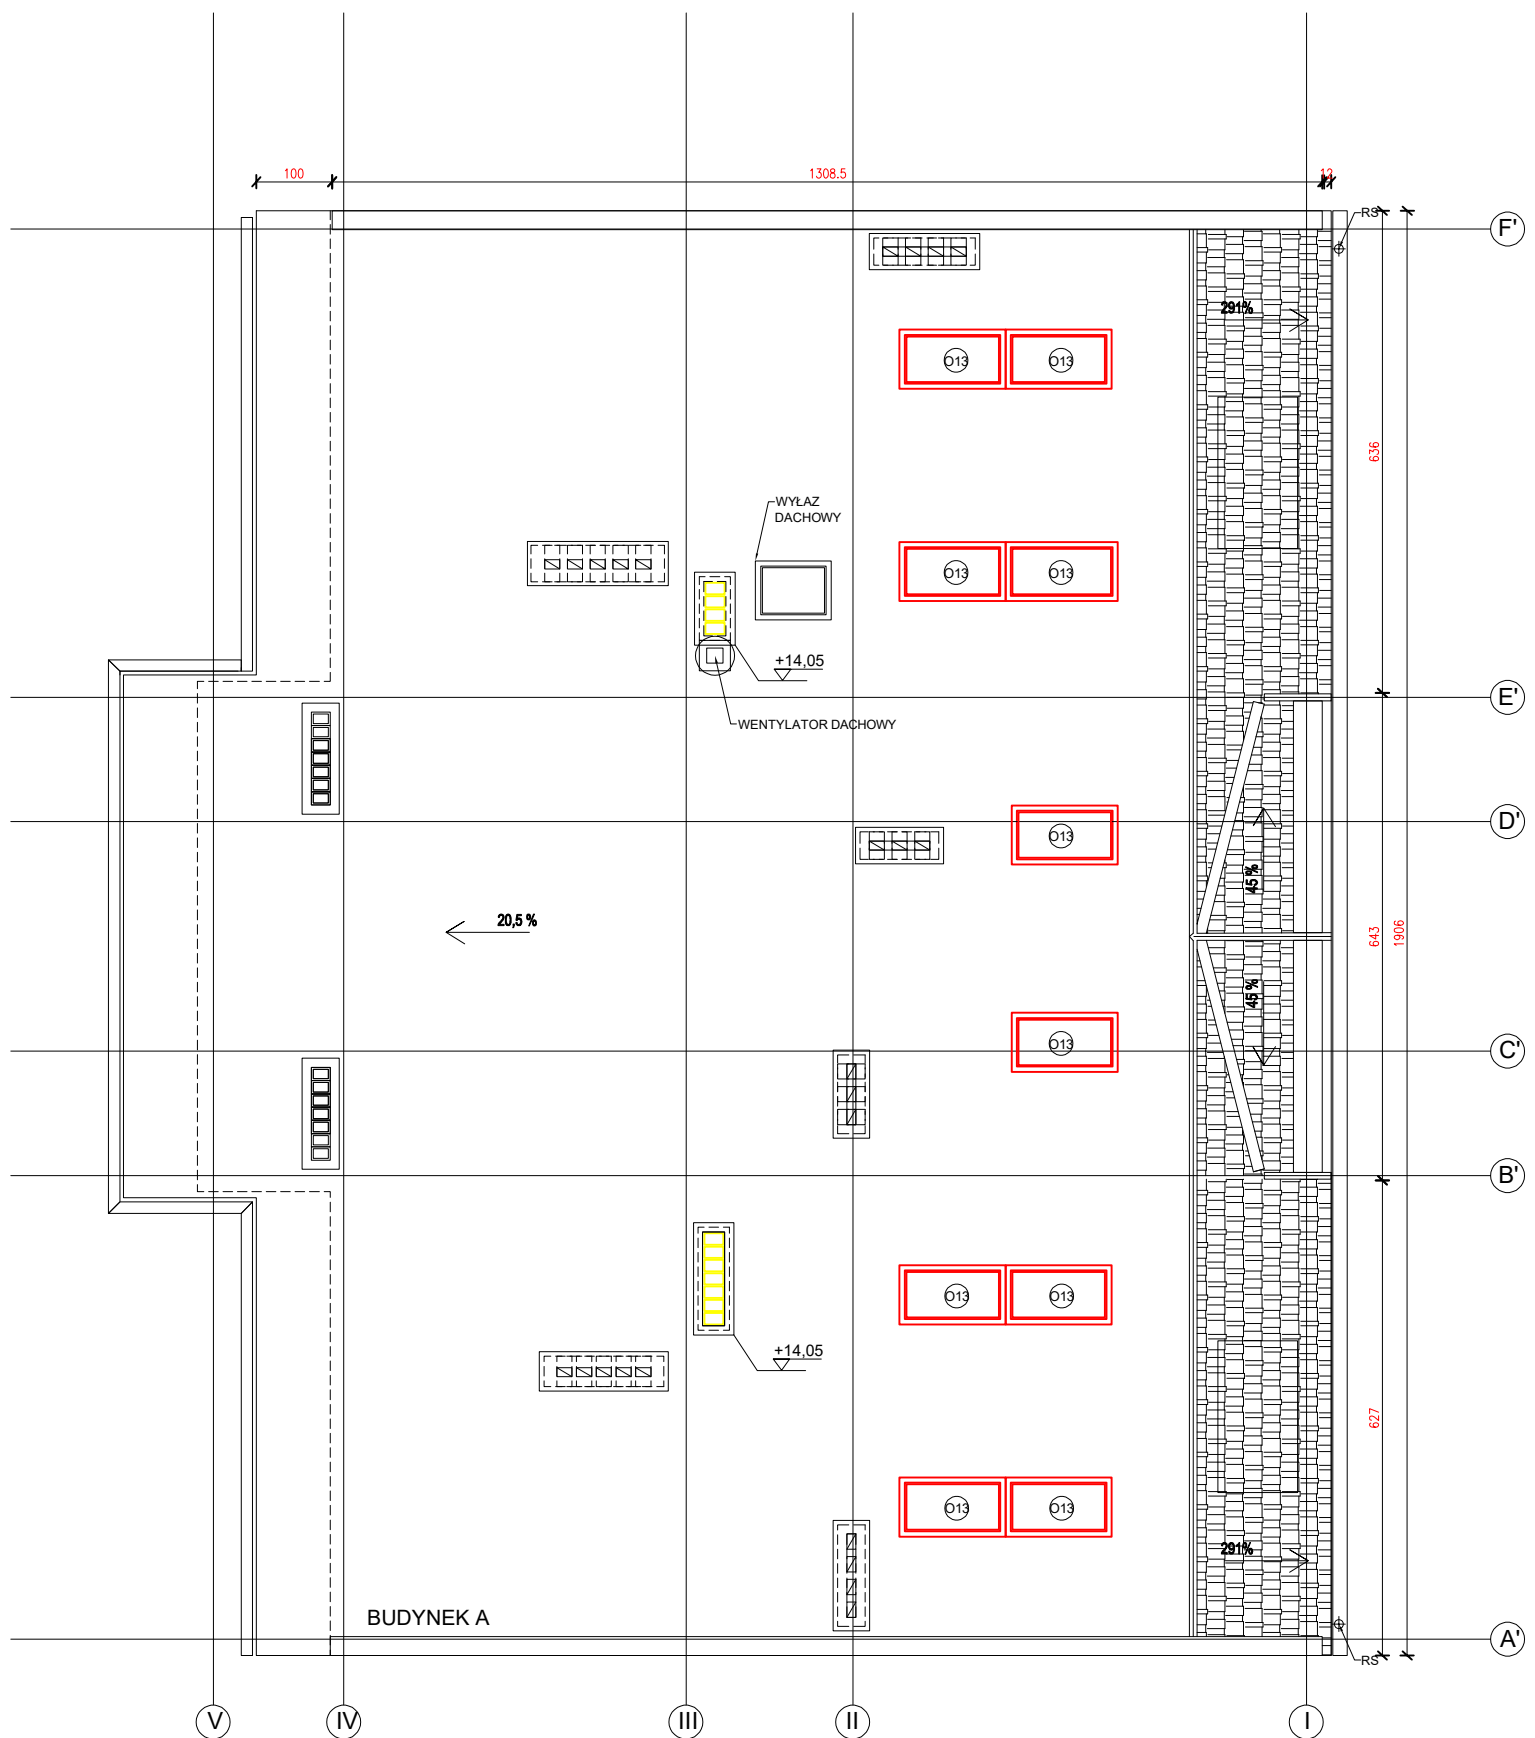 100
1308.5
12
RS
F'
291%
O13
O13
636
WYŁAZ
DACHOWY
O13
O13
+14,05
E'
WENTYLATOR DACHOWY
D'
O13
45 %
20,5 %
643
1906
45 %
C'
O13
B'
O13
O13
+14,05
627
O13
O13
291%
BUDYNEK A
A'
RS
V
IV
III
II
I